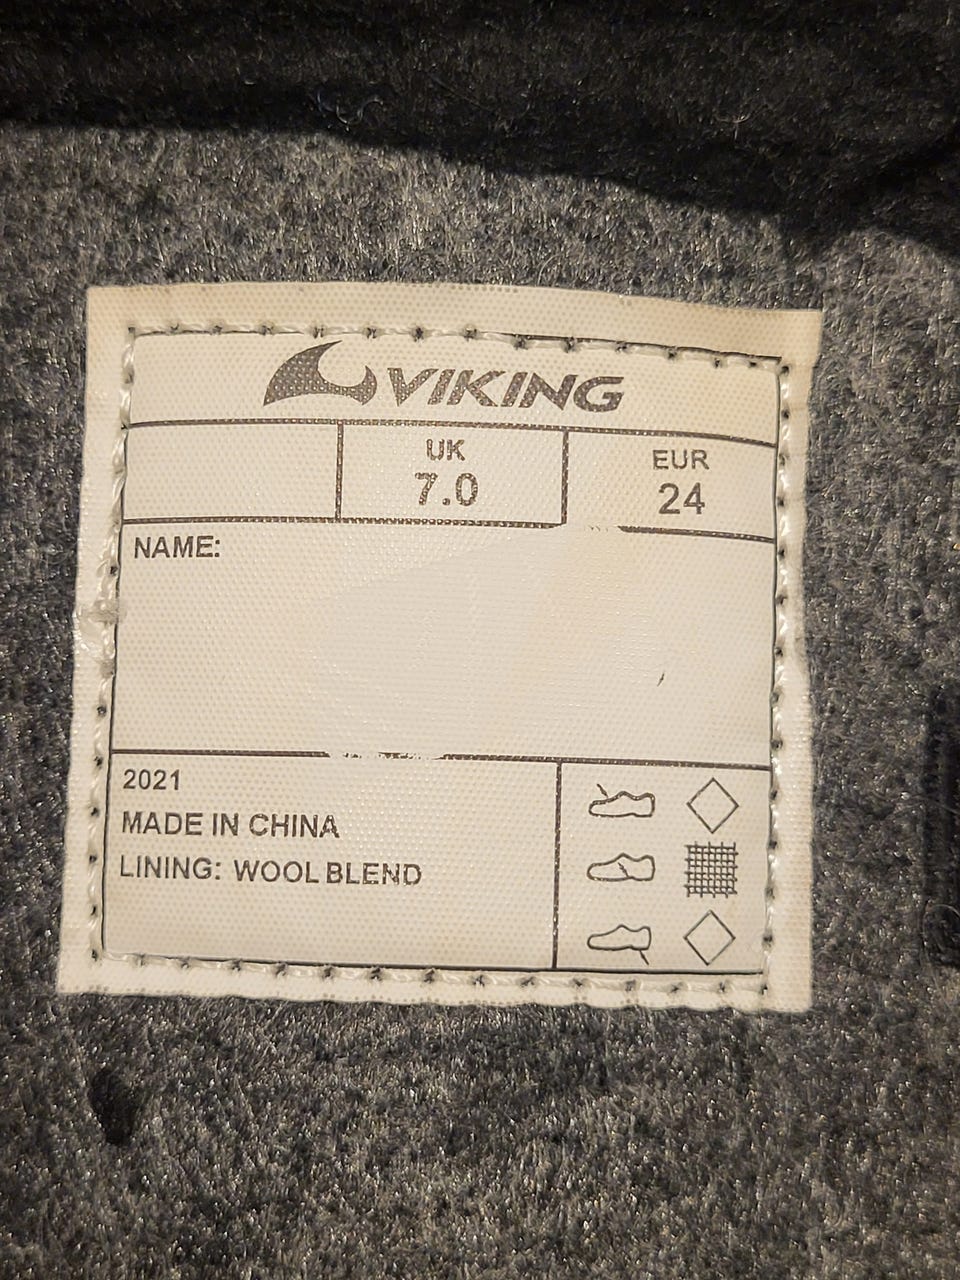 VIKING
UK
7.0
EUR
24
NAME:
2021
MADE IN CHINA
LINING: WOOL BLEND